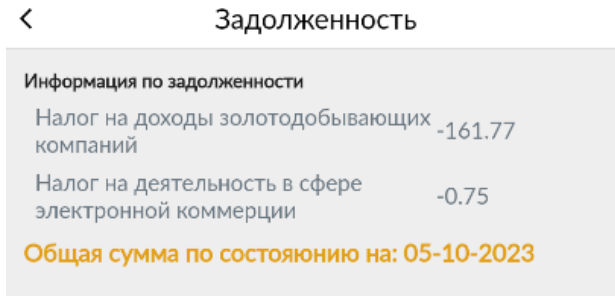 Задолженность
Информация по задолженности
Налог на доходы золотодобывающих -161.77
компаний
Налог на деятельность в сфере -0.75
электронной коммерции
Общая сумма по состояюнию на: 05-10-2023